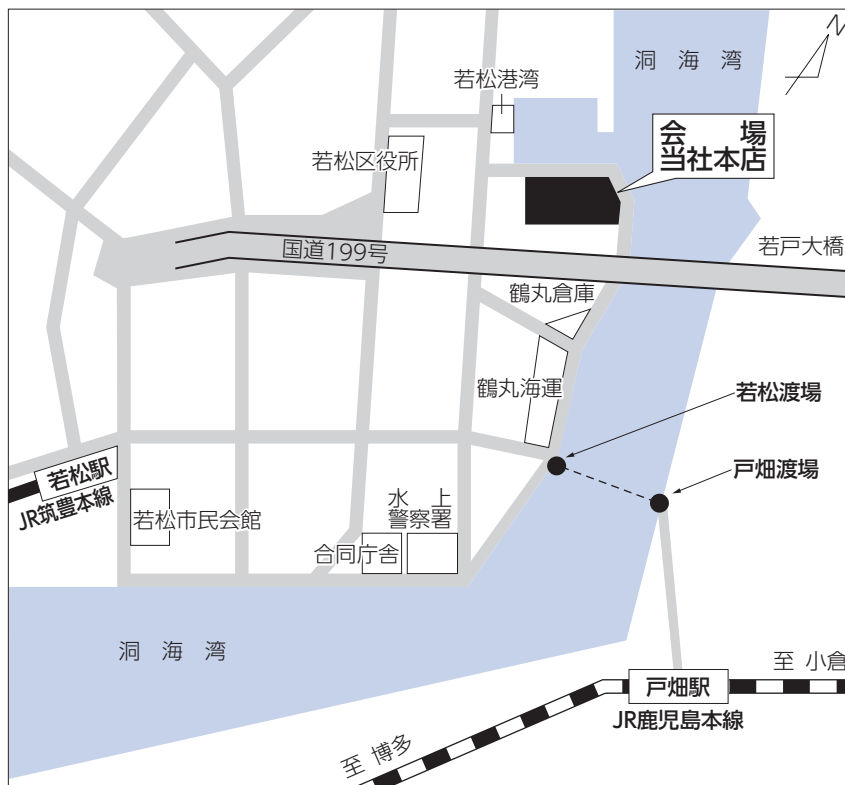 N
洞海湾
若松港湾
会場
当社本店
若松区役所
国道199号
若戸大橋
鶴丸倉庫
鶴丸海運
若松渡場
戸畑渡場
若松駅
JR筑豊本線
若松市民会館
水上
警察署
合同庁舎
洞海湾
至 小倉
戸畑駅
JR鹿児島本線
至 博多